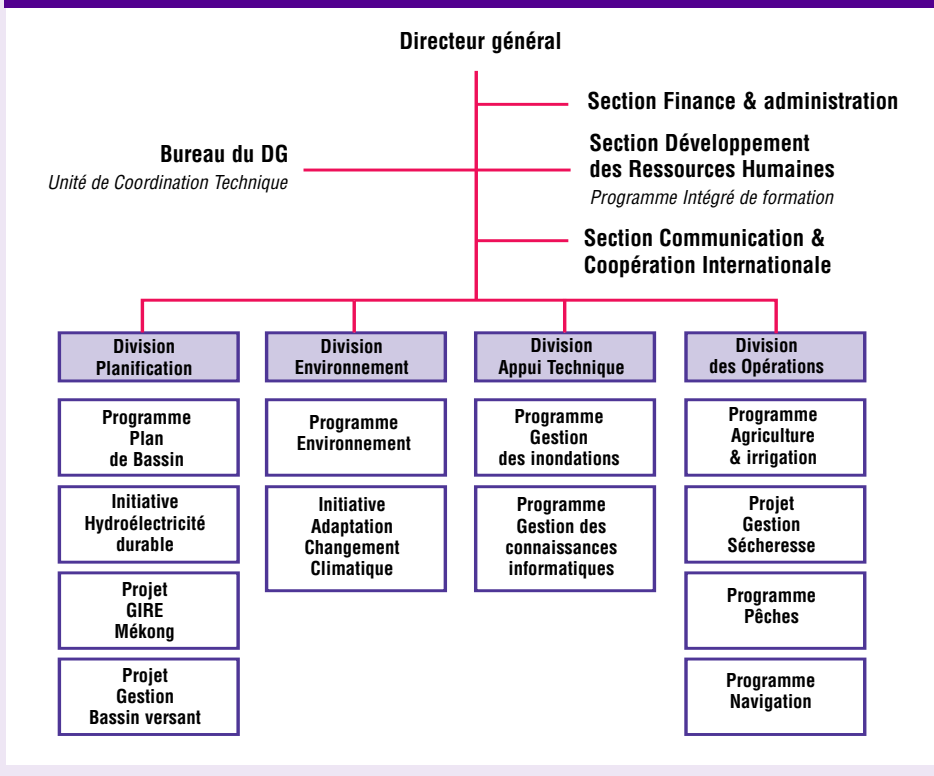 Directeur général
Section Finance & administration
Bureau du DG
Unité de Coordination Technique
Section Développement
des Ressources Humaines
Programme Intégré de formation
Section Communication &
Coopération Internationale
Division
Planification
Programme
Plan
de Bassin
Initiative
Hydroélectricité
durable
Projet
GIRE
Mékong
Projet
Gestion
Bassin versant
Division
Environnement
Programme
Environnement
Initiative
Adaptation
Changement
Climatique
Division
Appui Technique
Programme
Gestion
des inondations
Programme
Gestion des
connaissances
informatiques
Division
des Opérations
Programme
Agriculture
& irrigation
Projet
Gestion
Sécheresse
Programme
Pêches
Programme
Navigation